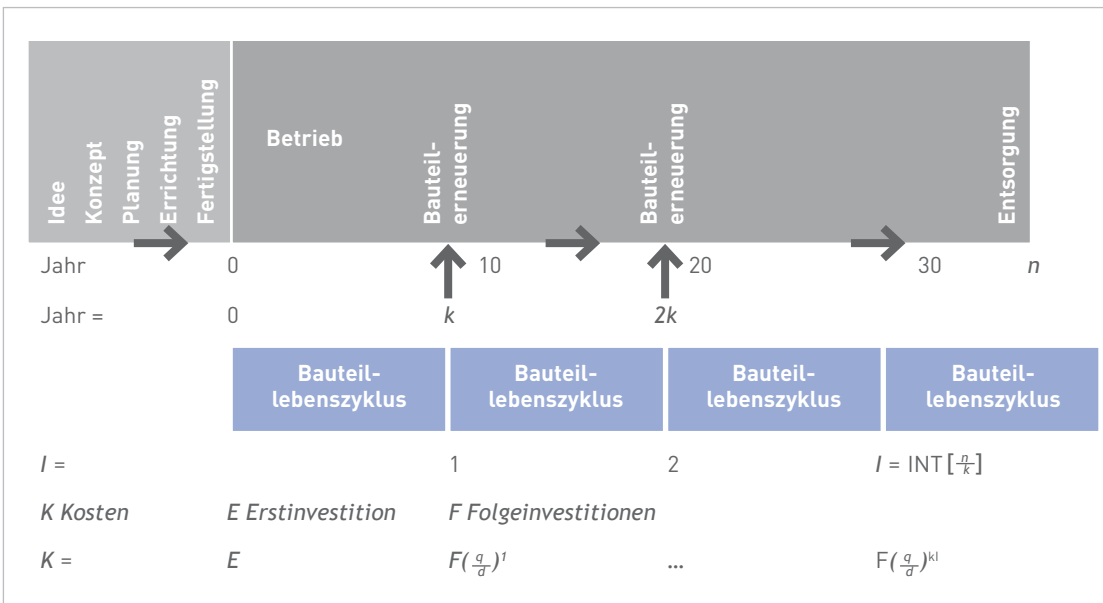 Idee
Konzept
Planung
Errichtung
Fertigstellung
Betrieb
Bauteil-
erneuerung
Bauteil-
erneuerung
Entsorgung
Jahr 0 10 20 30 n
Jahr = 0 k 2k
Bauteil-
lebenszyklus
Bauteil-
lebenszyklus
Bauteil-
lebenszyklus
Bauteil-
lebenszyklus
I = 1 2 I = INT [n/k]
K Kosten E Erstinvestition F Folgeinvestitionen
K = E F(q/d)¹ ... F(q/d)ᵏˡ